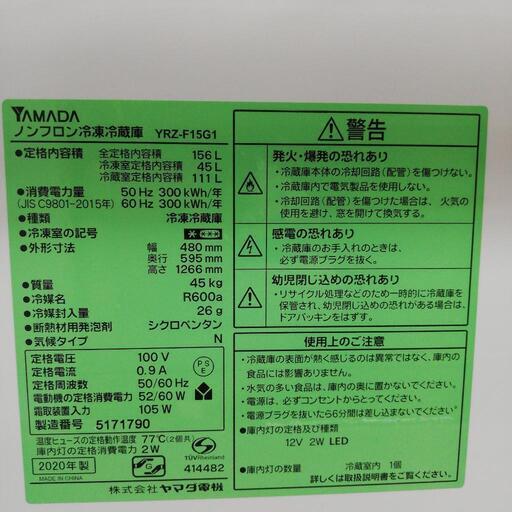 YAMADA
ノンフロン冷凍冷蔵庫 YRZ-F15G1
●定格内容積 全定格内容積 156 L
冷凍室定格内容積 45 L
冷蔵室定格内容積 111 L
●消費電力量 50 Hz 300 kWh/年
(JIS C9801-2015年) 60 Hz 300 kWh/年
●種類 冷凍冷蔵庫
●冷凍室の記号
●外形寸法 幅 480 mm
奥行 595 mm
高さ 1266 mm
●質量 45 kg
●冷媒名 R600a
●冷媒封入量 26 g
●断熱材用発泡剤 シクロペンタン
●気候タイプ N
定格電圧 100 V
定格電流 0.9 A
定格周波数 50/60 Hz
電動機の定格消費電力 52/60 W
霜取装置入力 105 W
製造番号 5171790
PS
E
温度ヒューズの定格動作温度 77℃(2個共)
庫内灯の定格消費電力 2 W
2020年製
MADE IN CHINA
G
TÜVRheinland
414482
株式会社ヤマダ電機
警告
発火・爆発の恐れあり
・冷蔵庫本体の冷却回路(配管)を傷つけない。
・冷蔵庫内で電気製品を使用しない。
・冷却回路(配管)を傷つけた場合は、火気の
使用を避け、窓を開けて換気する。
感電の恐れあり
・冷蔵庫のお手入れのときは、
必ず電源プラグを抜く。
幼児閉じ込めの恐れあり
・リサイクル処理などのため一時的に冷蔵庫を
保管され、幼児閉じ込めの恐れがある場合は、
ドアパッキンをはずす。
使用上のご注意
・冷蔵庫の表面が熱く感じるのは異常ではなく、庫内の
食品には影響ありません。
・水気の多い食品は、庫内の奥に置かないでください。
・電源は、必ずコンセントからとってください。
・電源プラグを抜いたら6分間は差し込まないでください。
●庫内灯の定格及び種類
12V 2W LED
●庫内灯の数量 冷蔵室内 1個
詳しくは取扱説明書をご覧ください